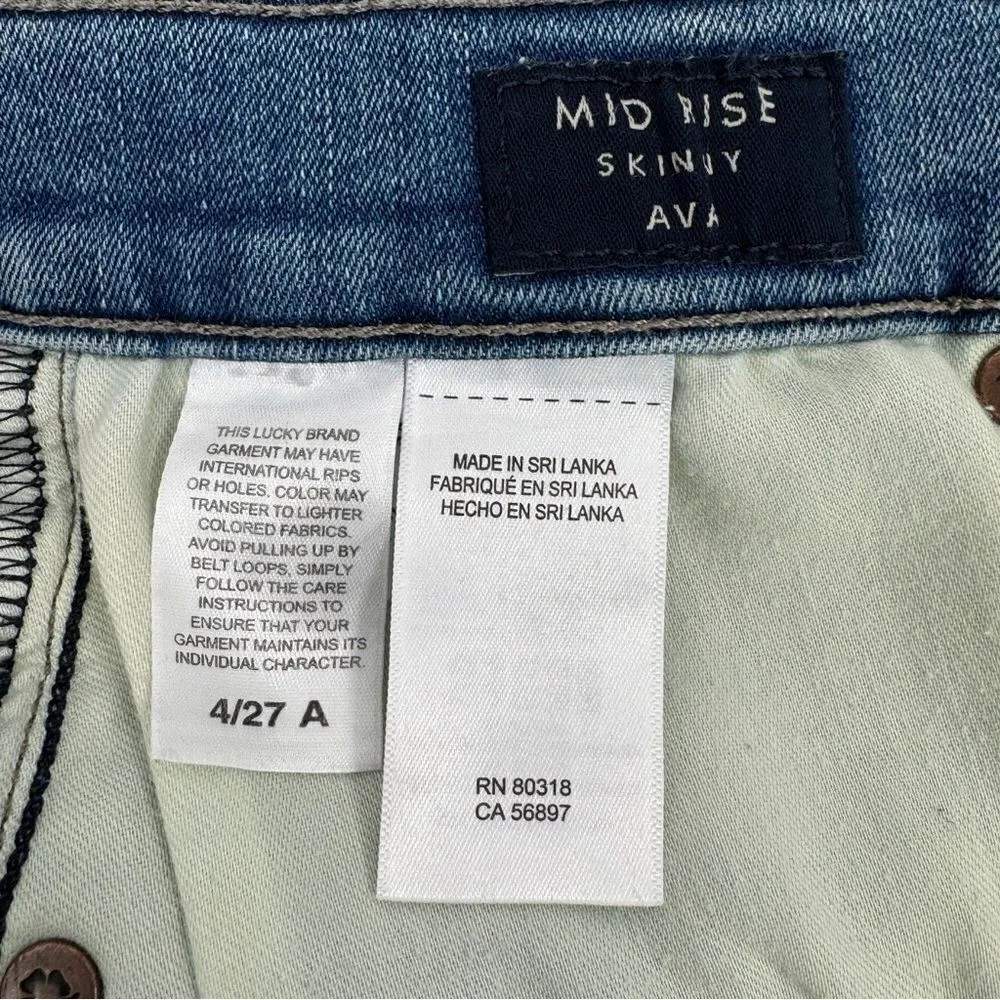 MID RISE
SKINNY
AVA
THIS LUCKY BRAND
GARMENT MAY HAVE
INTERNATIONAL RIPS
OR HOLES. COLOR MAY
TRANSFER TO LIGHTER
COLORED FABRICS.
AVOID PULLING UP BY
BELT LOOPS, SIMPLY
FOLLOW THE CARE
INSTRUCTIONS TO
ENSURE THAT YOUR
GARMENT MAINTAINS ITS
INDIVIDUAL CHARACTER.
4/27 A
MADE IN SRI LANKA
FABRIQUÉ EN SRI LANKA
HECHO EN SRI LANKA
RN 80318
CA 56897